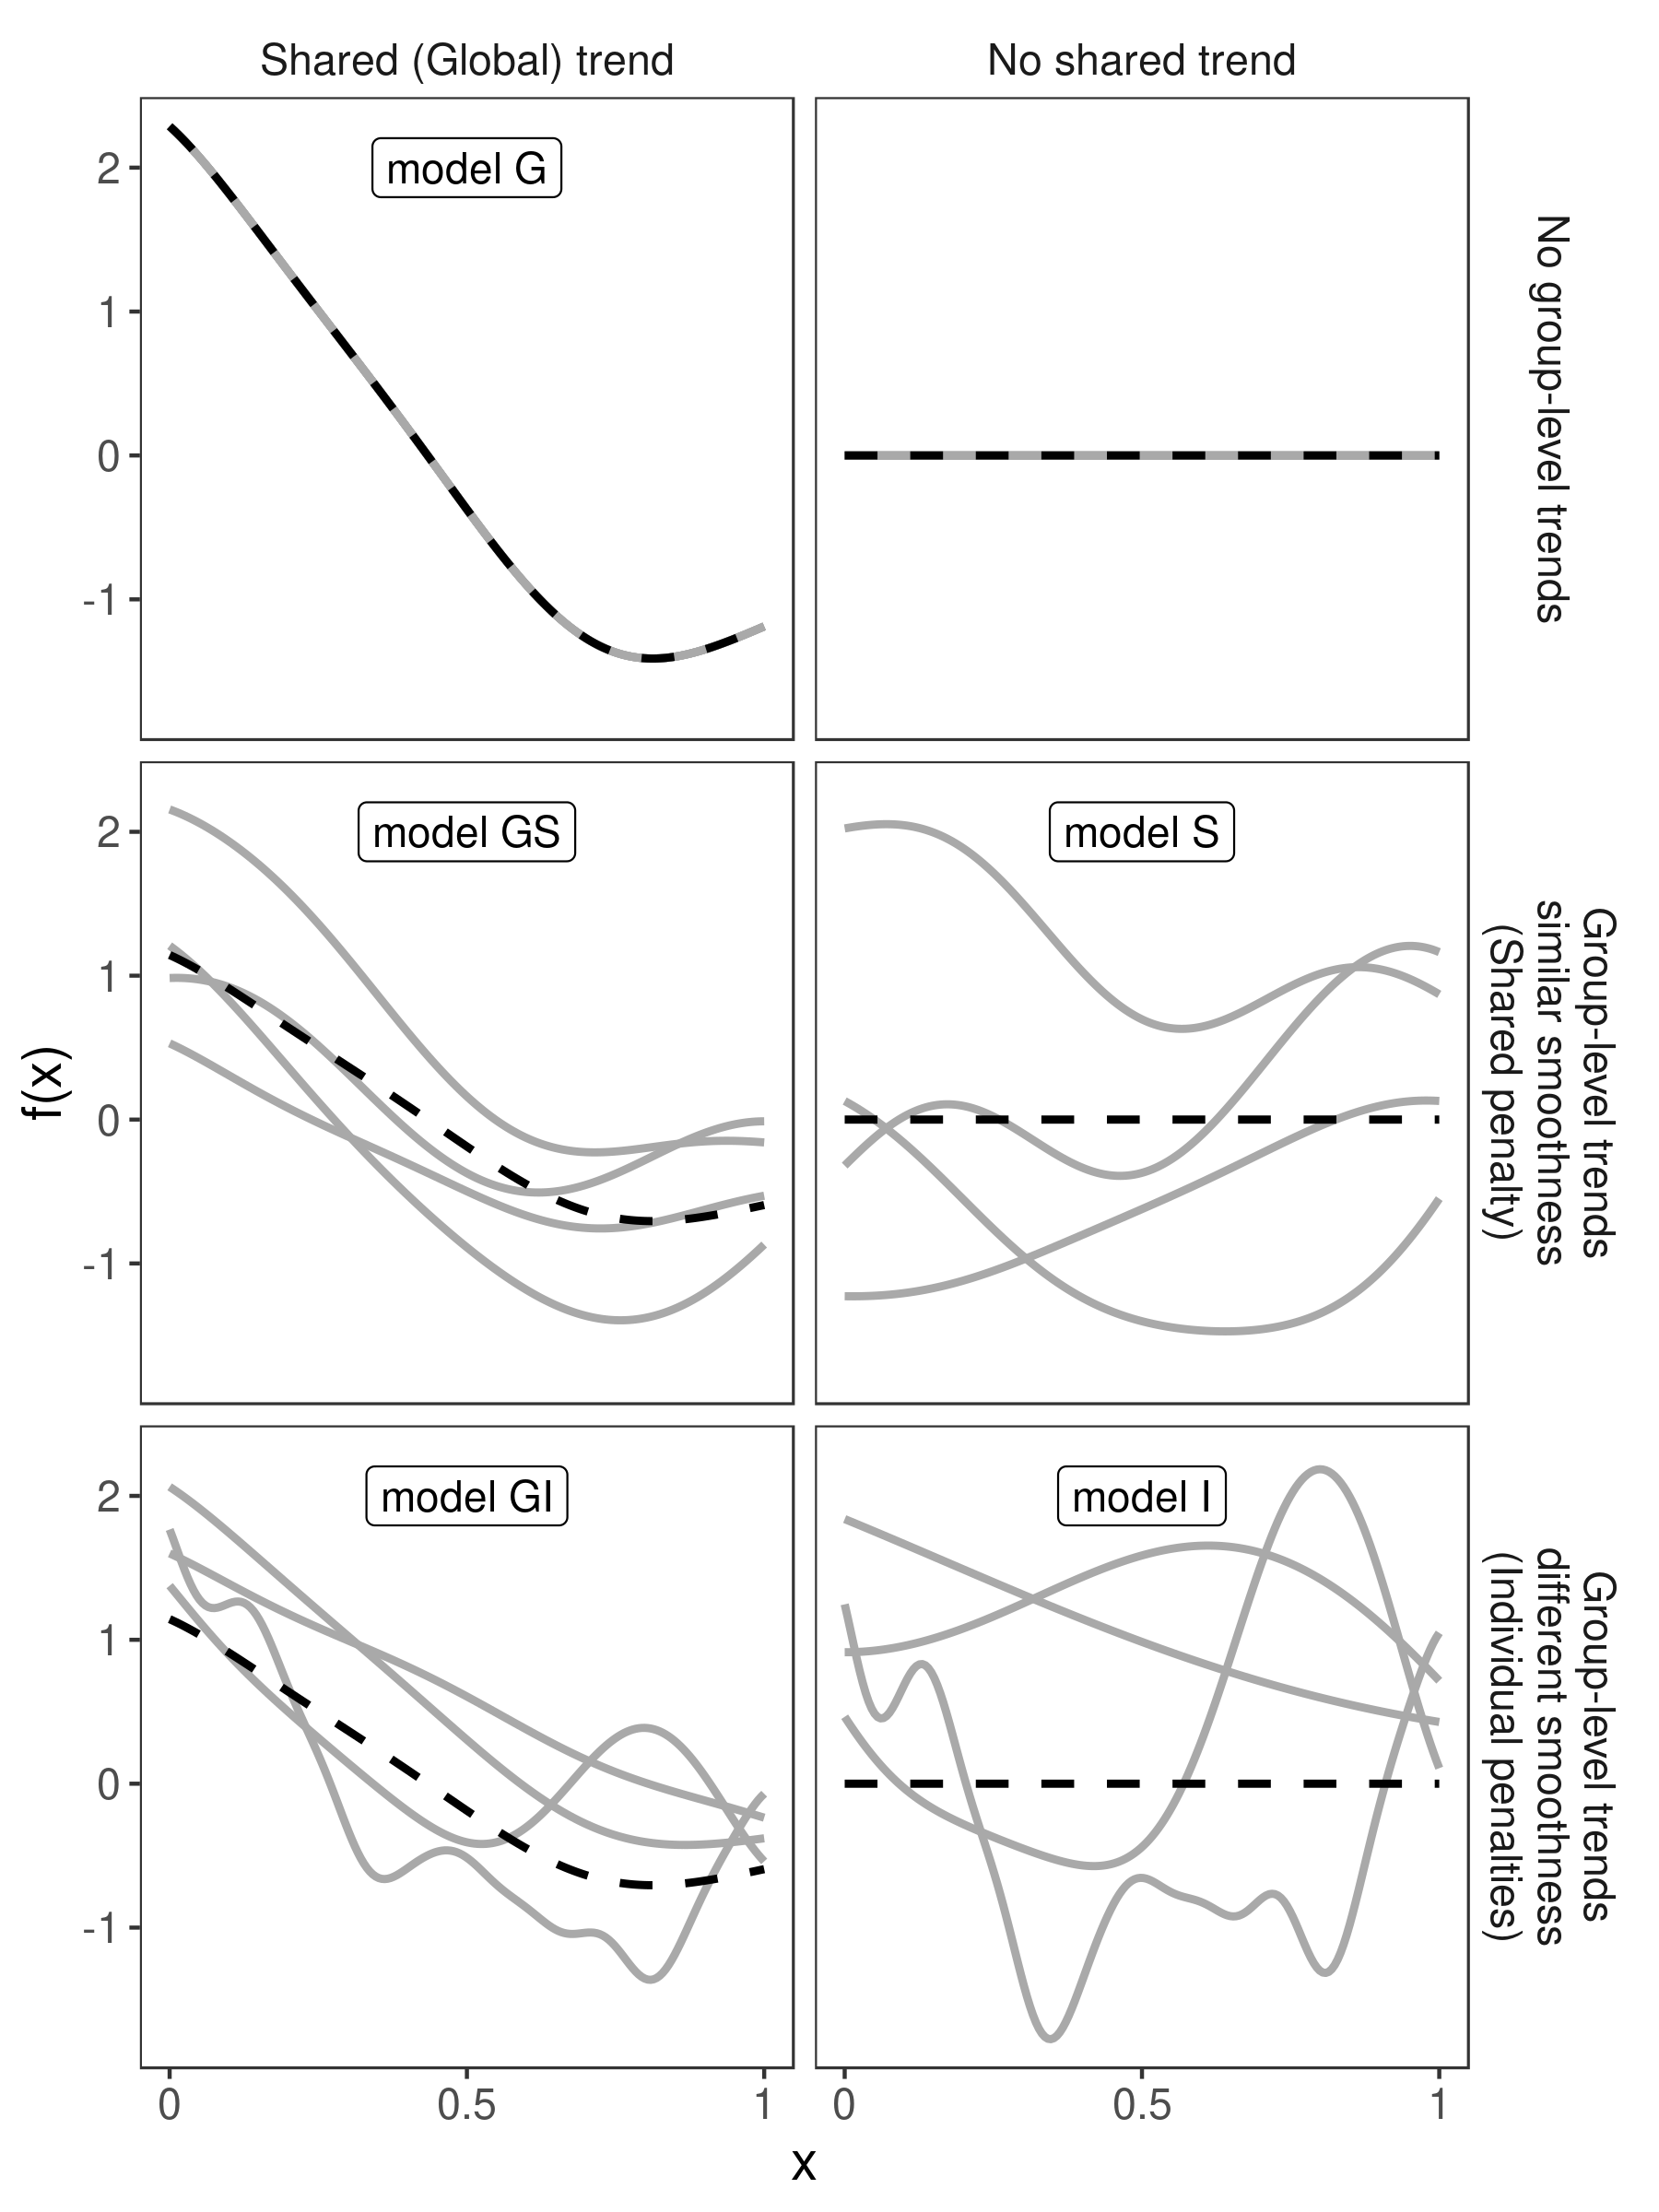 Shared (Global) trend
No shared trend
model G
2
1
0
-1
No group-level trends
model GS
model S
2
1
0
-1
Group-level trends
similar smoothness
(Shared penalty)
f(x)
model GI
model I
2
1
0
-1
Group-level trends
different smoothness
(Individual penalties)
0
0.5
1
0
0.5
1
x